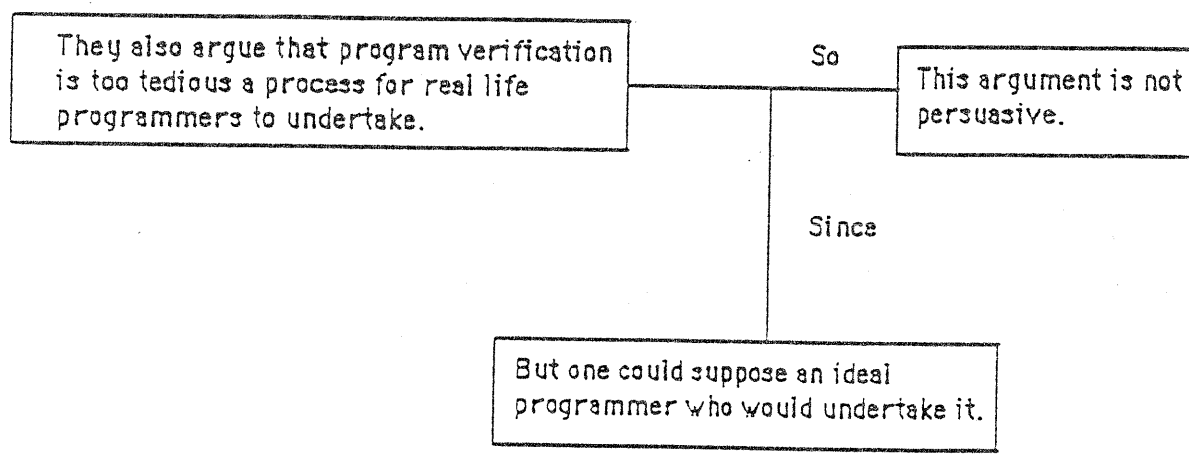 They also argue that program verification
is too tedious a process for real life
programmers to undertake.
So
This argument is not
persuasive.
Since
But one could suppose an ideal
programmer who would undertake it.